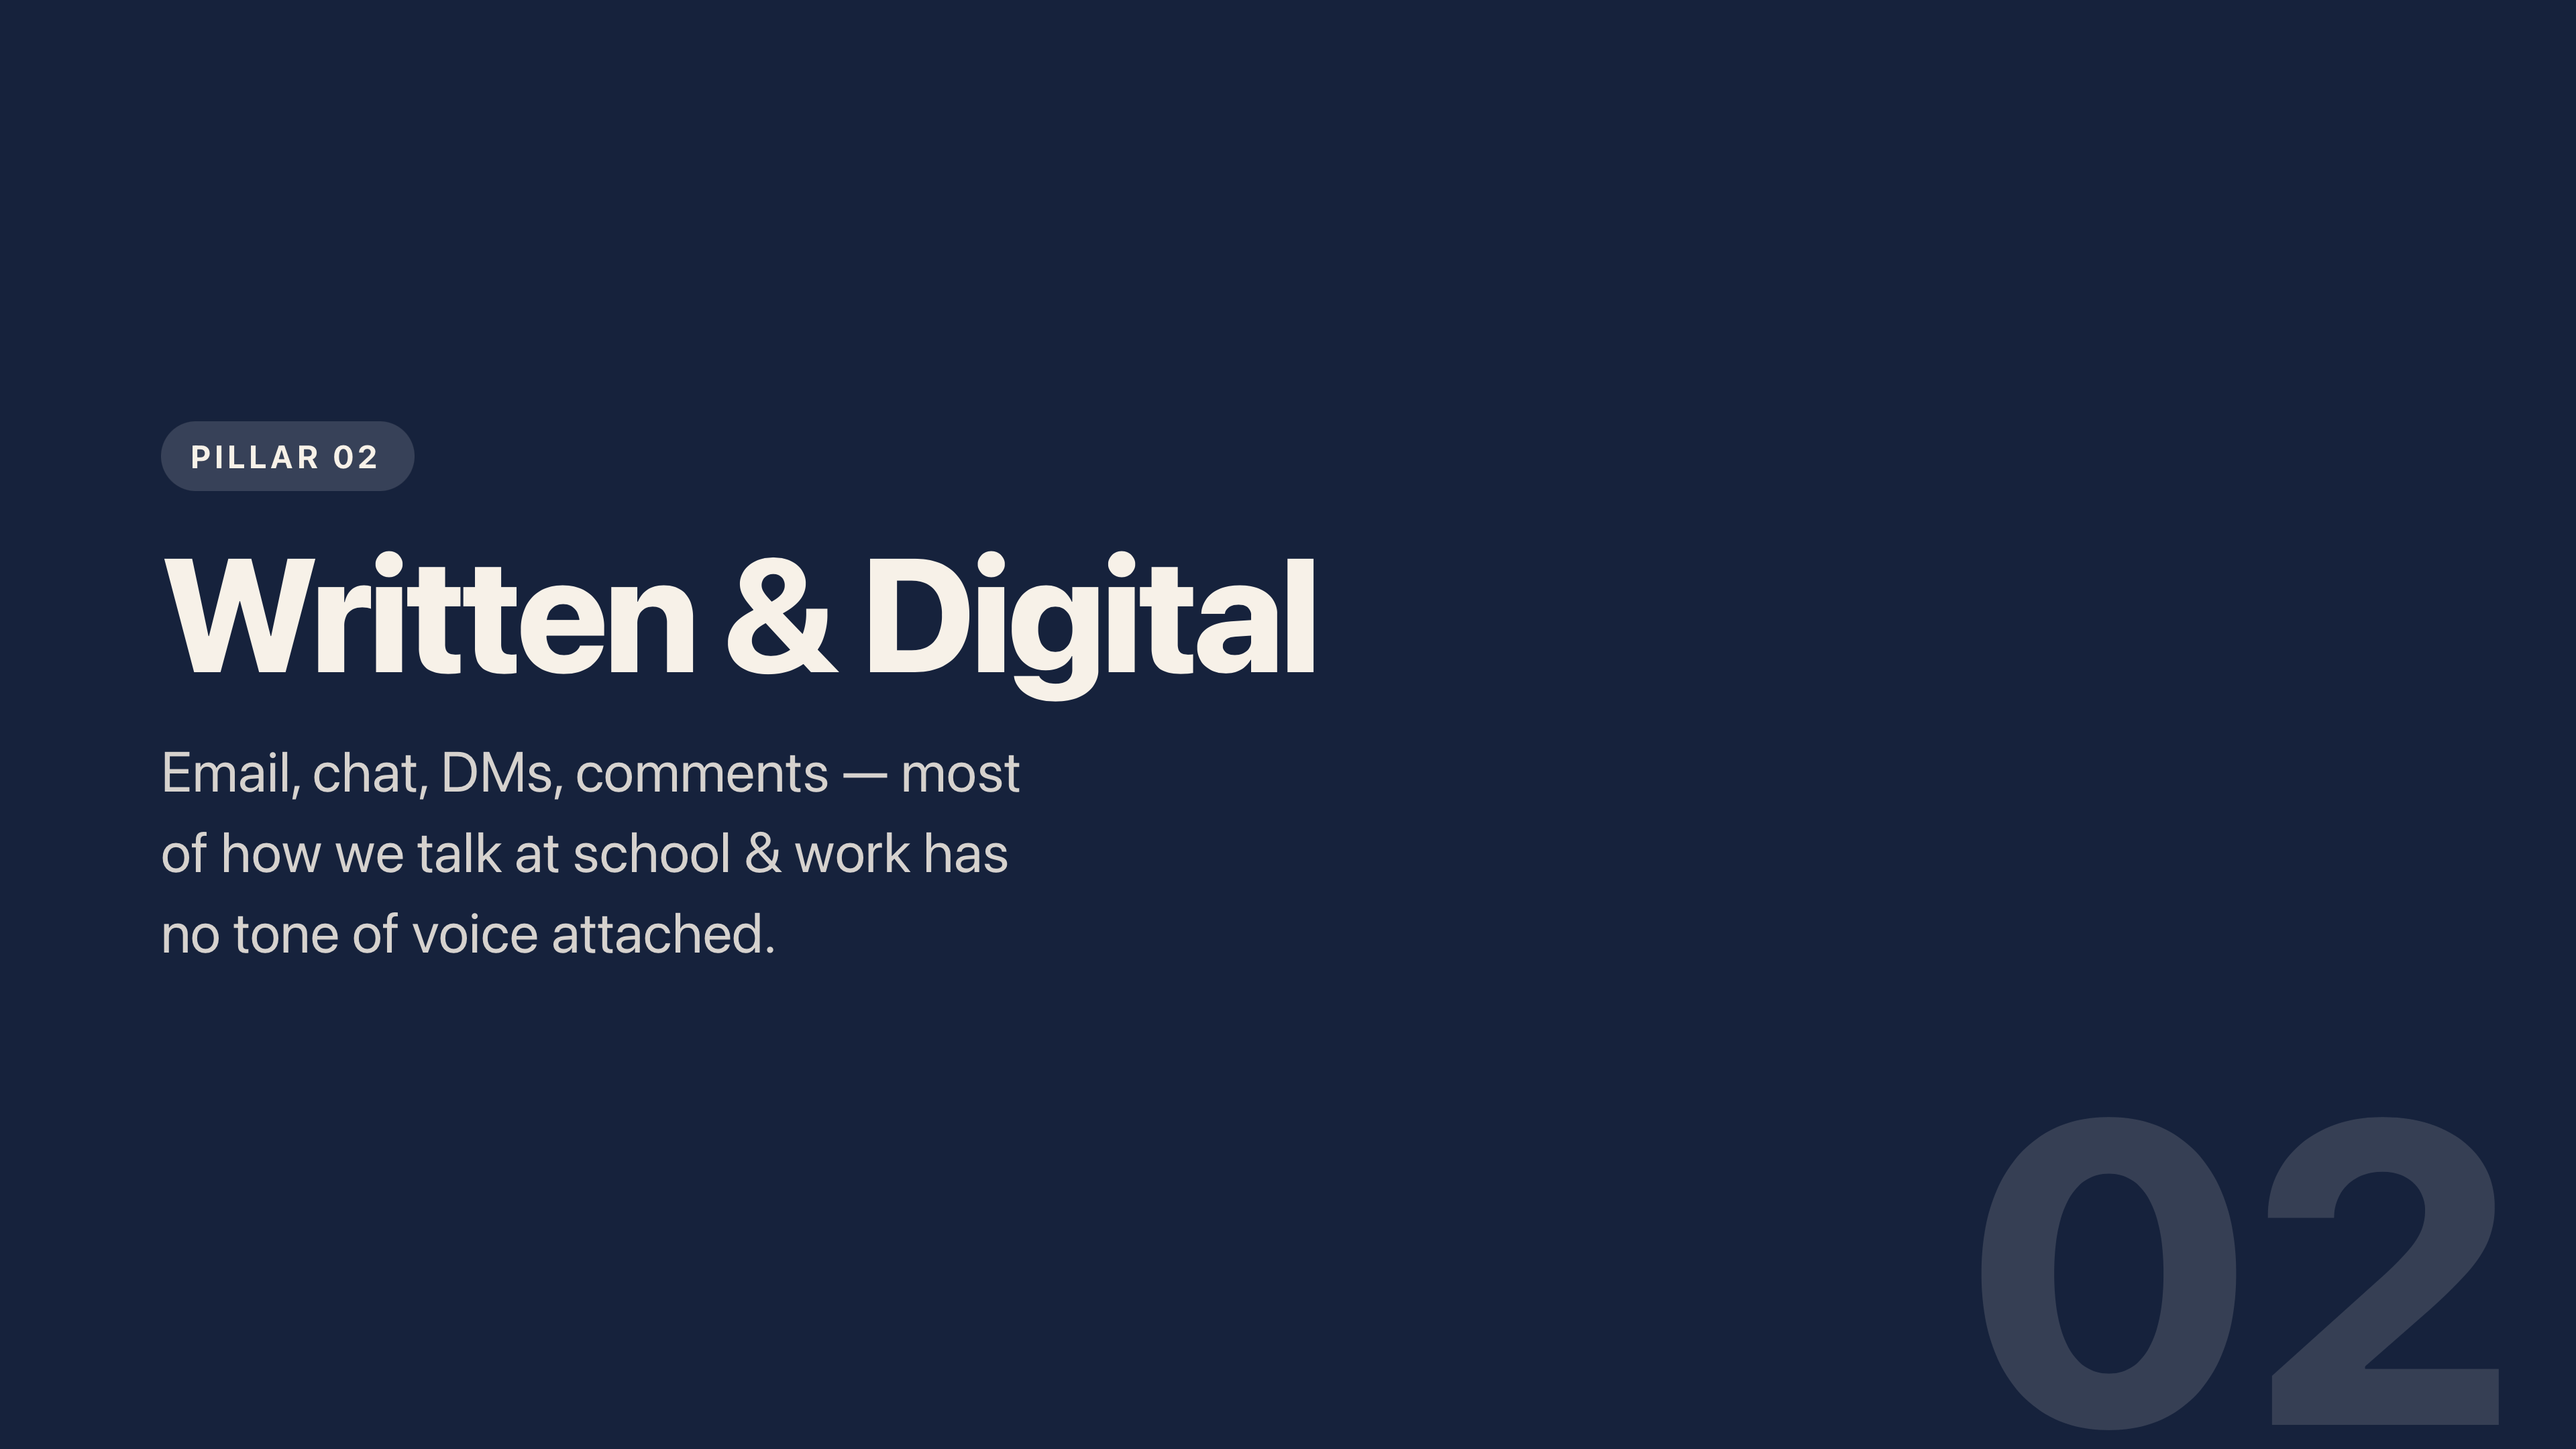 PILLAR 02
Written & Digital
Email, chat, DMs, comments — most
of how we talk at school & work has
no tone of voice attached.
02